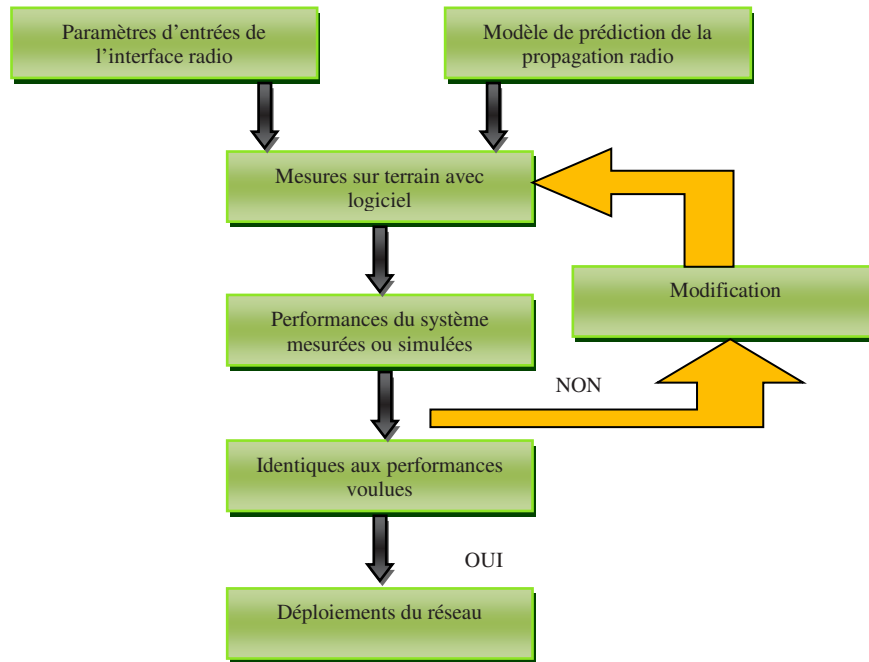 Paramètres d'entrées de
l'interface radio
Modèle de prédiction de la
propagation radio
Mesures sur terrain avec
logiciel
Modification
Performances du système
mesurées ou simulées
NON
Identiques aux performances
voulues
OUI
Déploiements du réseau